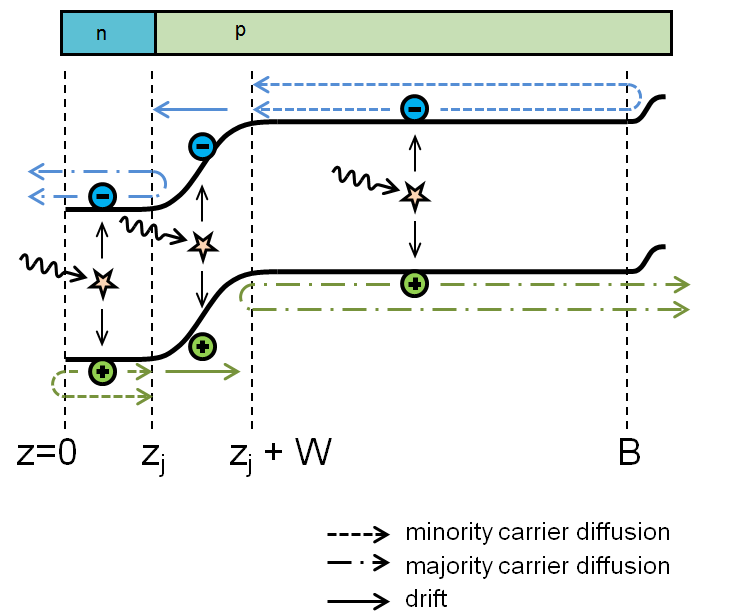 n p
z=0 zj zj + W B
minority carrier diffusion
majority carrier diffusion
drift